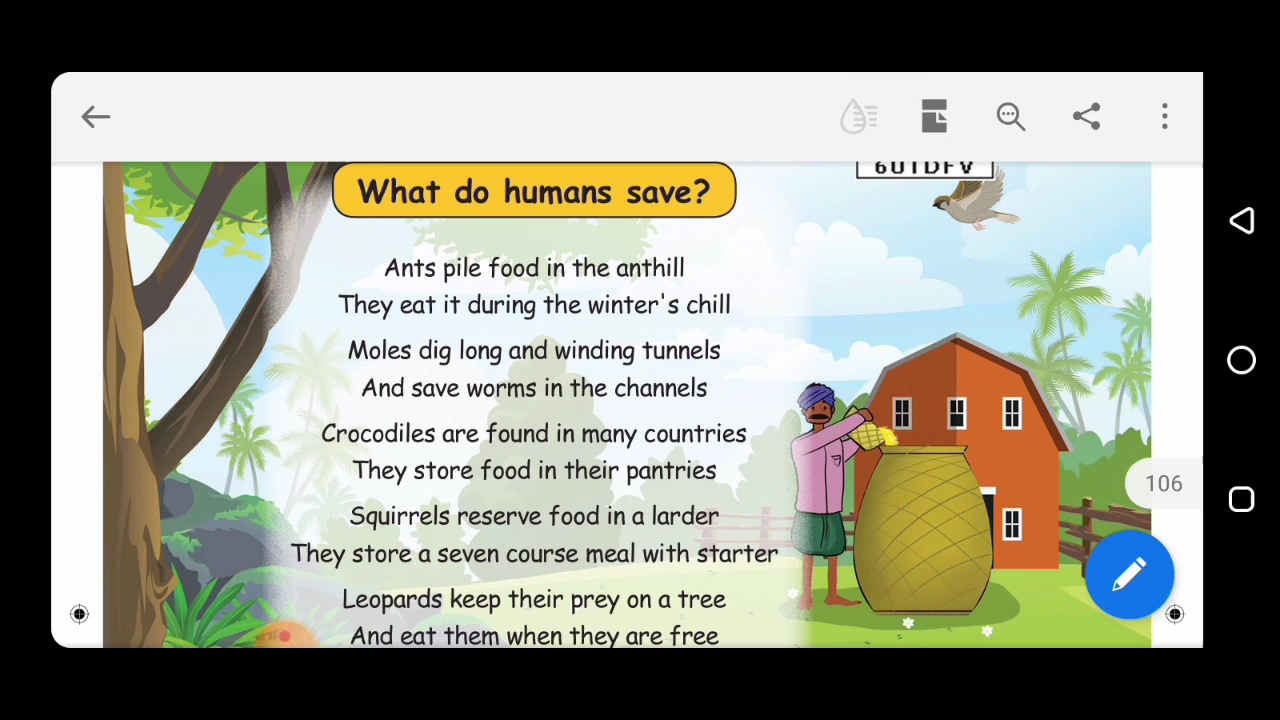 6UTDFV
What do humans save?
Ants pile food in the anthill
They eat it during the winter's chill
Moles dig long and winding tunnels
And save worms in the channels
Crocodiles are found in many countries
They store food in their pantries
Squirrels reserve food in a larder
They store a seven course meal with starter
Leopards keep their prey on a tree
And eat them when they are free
106